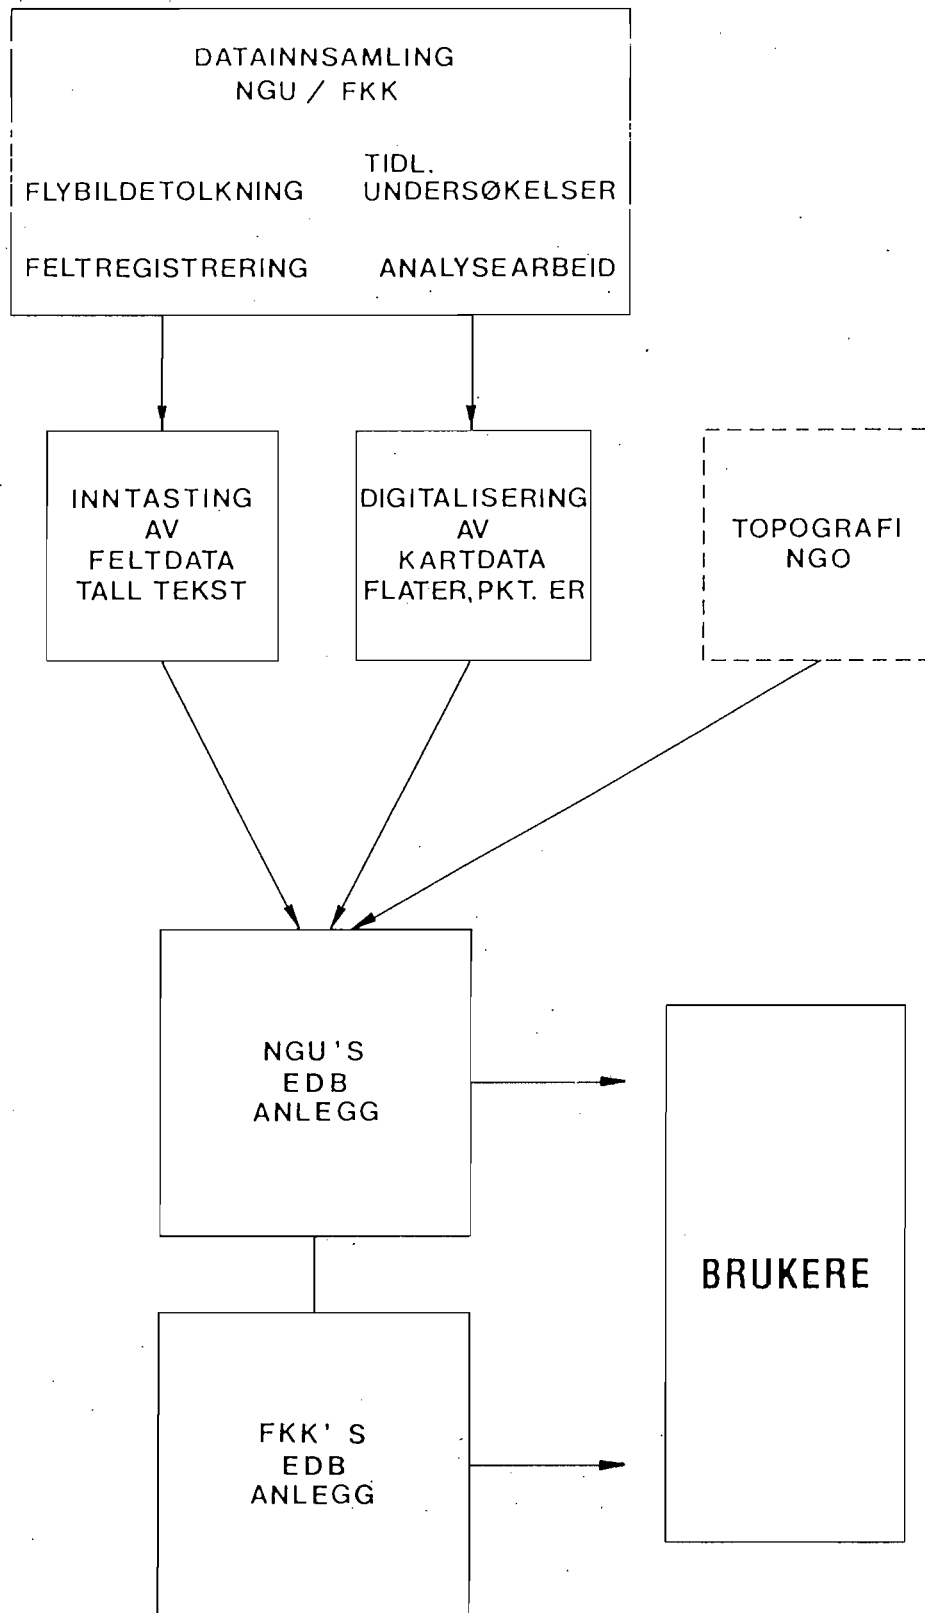 DATAINNSAMLING
NGU / FKK
FLYBILDETOLKNING
TIDL.
UNDERSØKELSER
FELTREGISTRERING
ANALYSEARBEID
INNTASTING
AV
FELTDATA
TALL TEKST
DIGITALISERING
AV
KARTDATA
FLATER, PKT. ER
TOPOGRAFI
NGO
NGU'S
EDB
ANLEGG
BRUKERE
FKK' S
EDB
ANLEGG